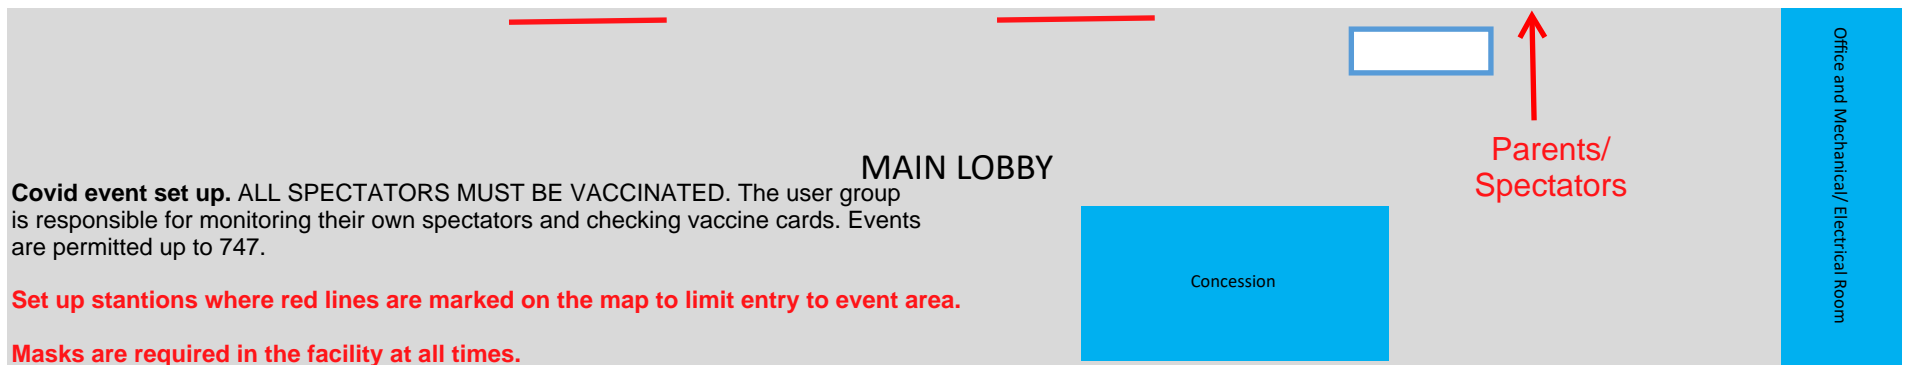 MAIN LOBBY
Covid event set up. ALL SPECTATORS MUST BE VACCINATED. The user group
is responsible for monitoring their own spectators and checking vaccine cards. Events
are permitted up to 747.
Set up stantions where red lines are marked on the map to limit entry to event area.
Masks are required in the facility at all times.
Concession
Parents/
Spectators
Office and Mechanical/ Electrical Room